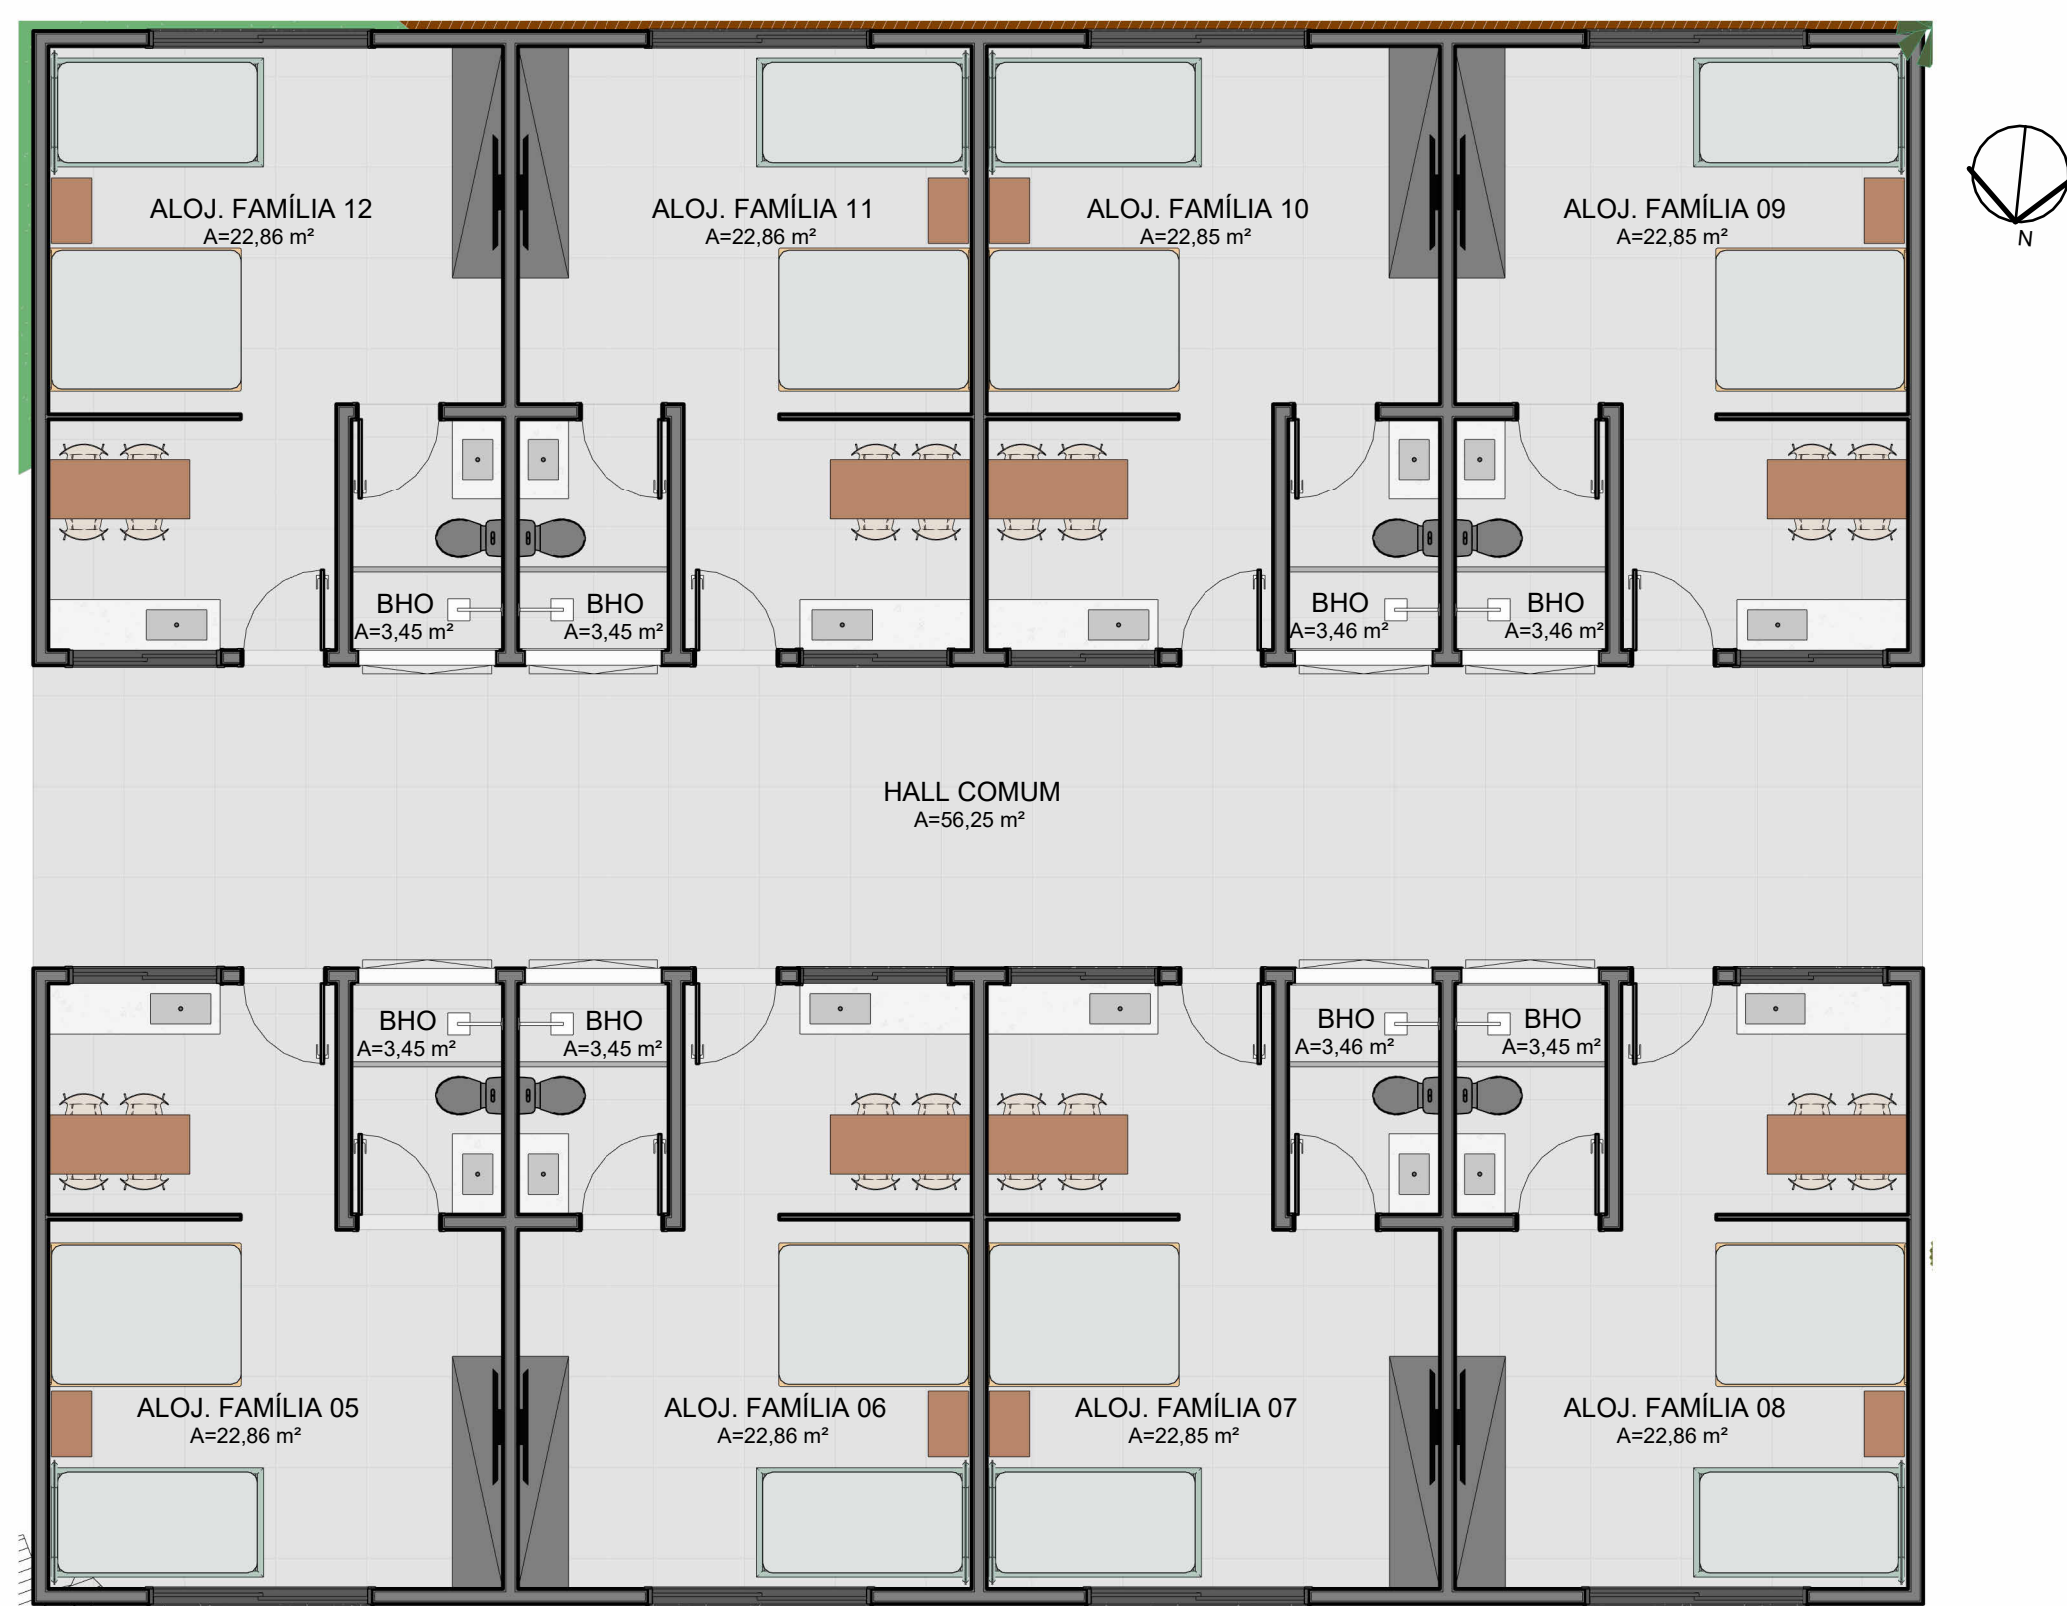 ALOJ. FAMÍLIA 12
A=22,86 m²
ALOJ. FAMÍLIA 11
A=22,86 m²
ALOJ. FAMÍLIA 10
A=22,85 m²
ALOJ. FAMÍLIA 09
A=22,85 m²
N
BHO
A=3,45 m²
BHO
A=3,45 m²
BHO
A=3,46 m²
BHO
A=3,46 m²
HALL COMUM
A=56,25 m²
BHO
A=3,45 m²
BHO
A=3,45 m²
BHO
A=3,46 m²
BHO
A=3,45 m²
ALOJ. FAMÍLIA 05
A=22,86 m²
ALOJ. FAMÍLIA 06
A=22,86 m²
ALOJ. FAMÍLIA 07
A=22,85 m²
ALOJ. FAMÍLIA 08
A=22,86 m²